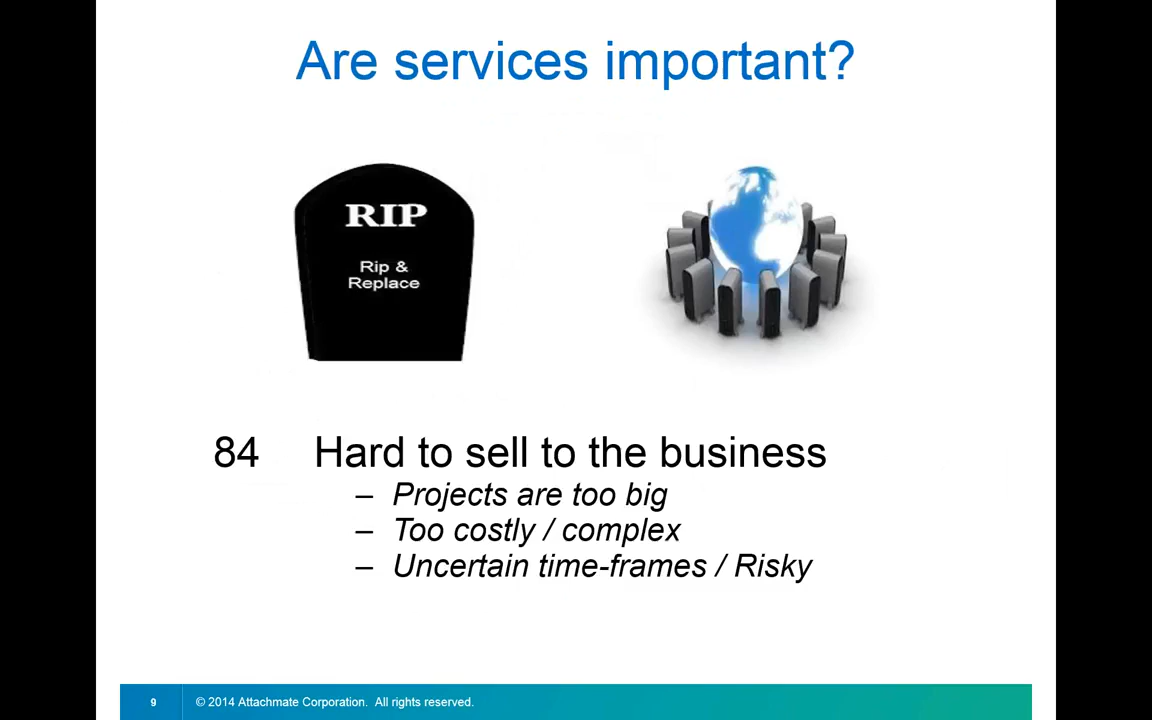 Are services important?
RIP
Rip &
Replace
84 Hard to sell to the business
– Projects are too big
– Too costly / complex
– Uncertain time-frames / Risky
9 © 2014 Attachmate Corporation. All rights reserved.